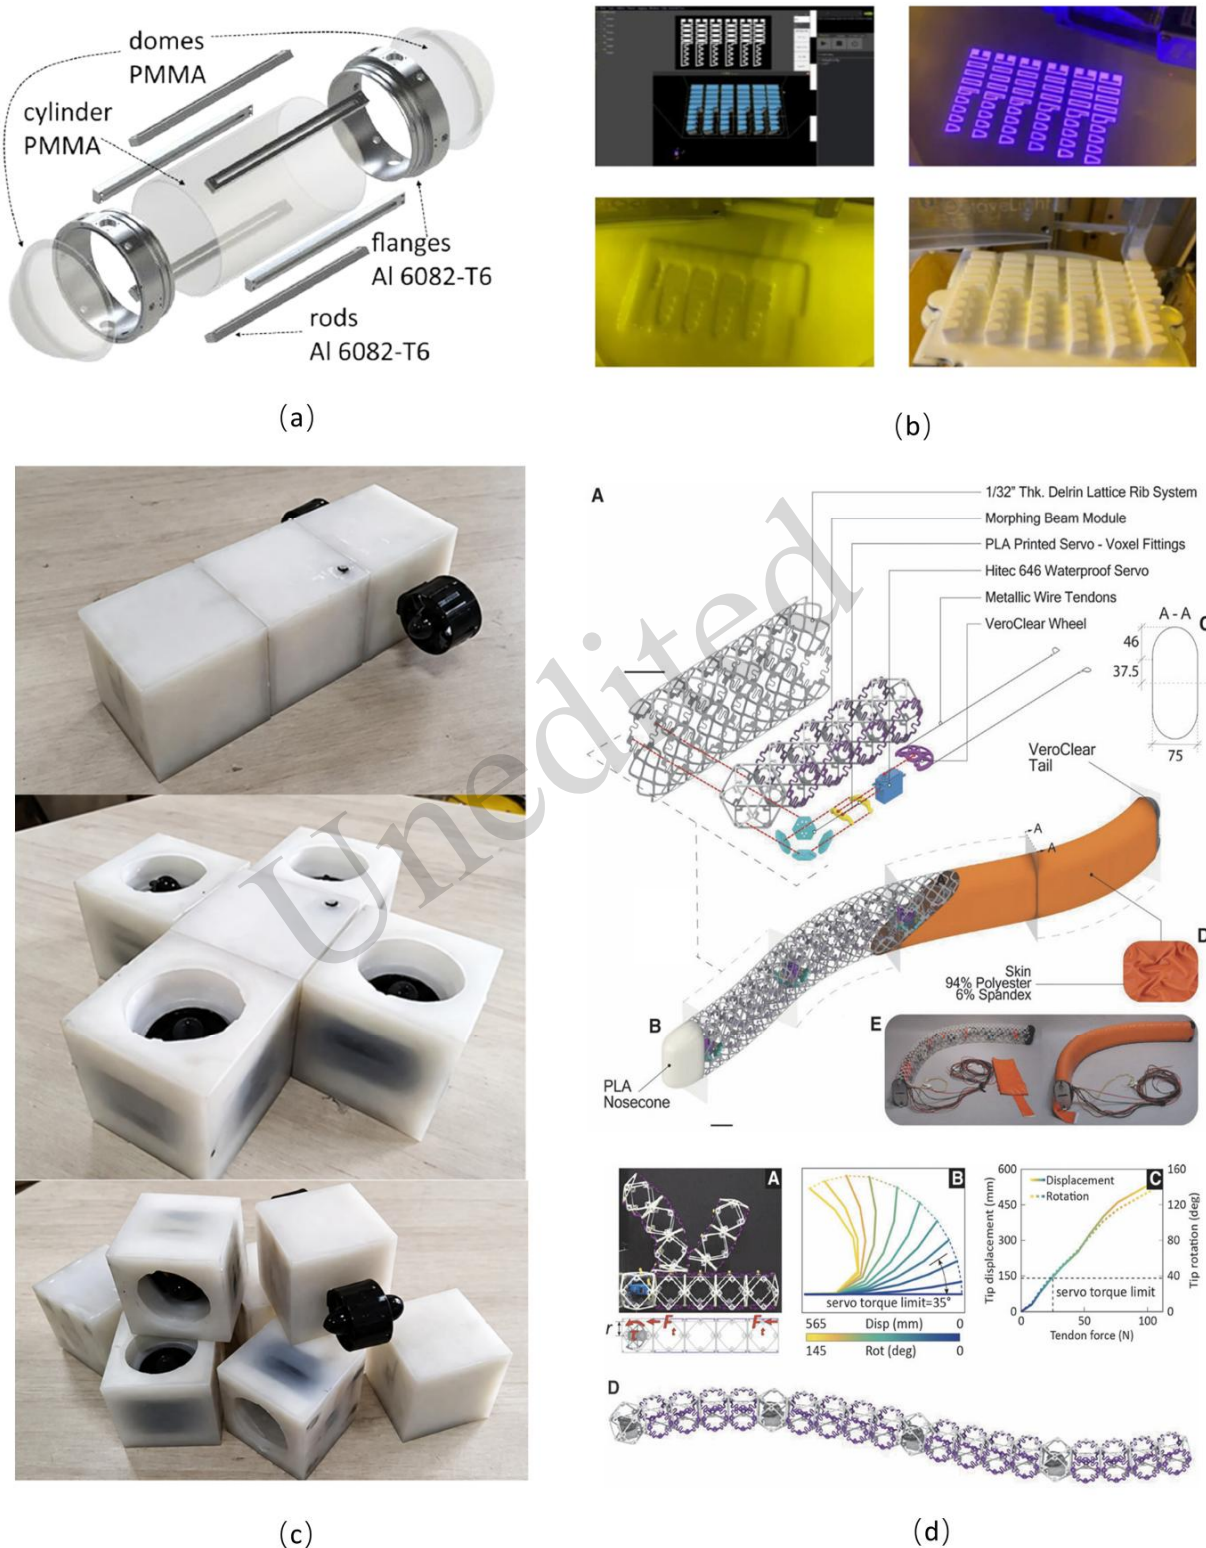 domes
PMMA
cylinder
PMMA
flanges
Al 6082-T6
rods
Al 6082-T6
(a)
(b)
A
1/32" Thk. Delrin Lattice Rib System
Morphing Beam Module
PLA Printed Servo - Voxel Fittings
Hitec 646 Waterproof Servo
Metallic Wire Tendons
VeroClear Wheel
A - A
C
46
37.5
75
VeroClear
Tail
A
A
D
Skin
94% Polyester
6% Spandex
B
E
PLA
Nosecone
Unedited
A
r
τ
Ft
Ft
B
servo torque limit=35°
565 Disp (mm) 0
145 Rot (deg) 0
C
Displacement
Rotation
600
450
300
150
0
160
120
80
40
0
Tip displacement (mm)
Tip rotation (deg)
servo torque limit
0 50 100
Tendon force (N)
D
(c)
(d)